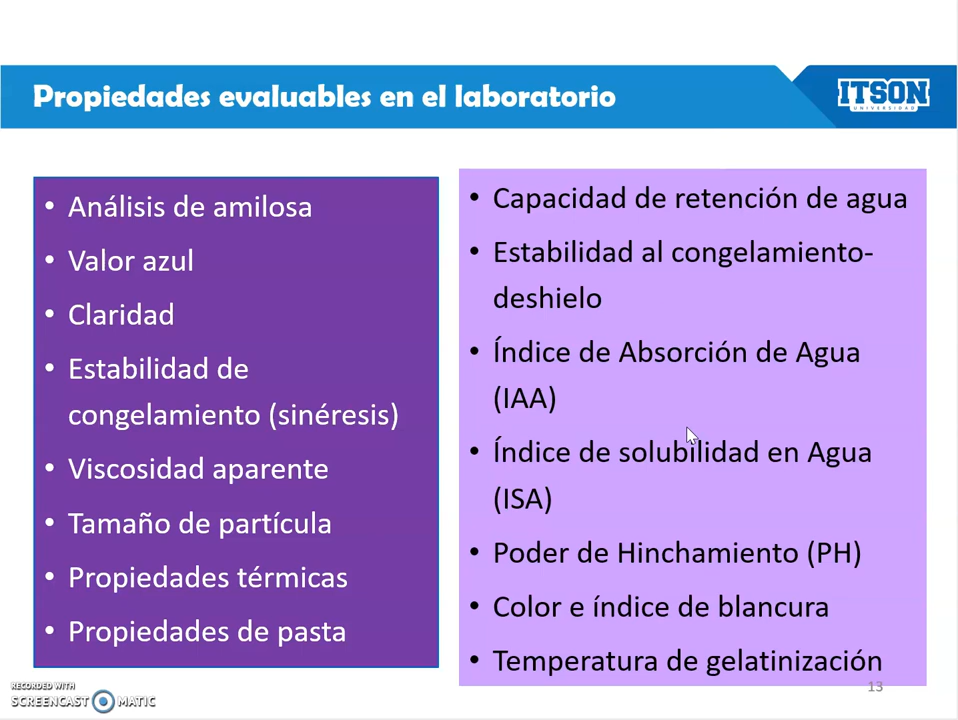 Propiedades evaluables en el laboratorio
ITSON
UNIVERSIDAD
• Análisis de amilosa
• Valor azul
• Claridad
• Estabilidad de
congelamiento (sinéresis)
• Viscosidad aparente
• Tamaño de partícula
• Propiedades térmicas
• Propiedades de pasta
• Capacidad de retención de agua
• Estabilidad al congelamiento-
deshielo
• Índice de Absorción de Agua
(IAA)
• Índice de solubilidad en Agua
(ISA)
• Poder de Hinchamiento (PH)
• Color e índice de blancura
• Temperatura de gelatinización
13
RECORDED WITH
SCREENCAST MATIC